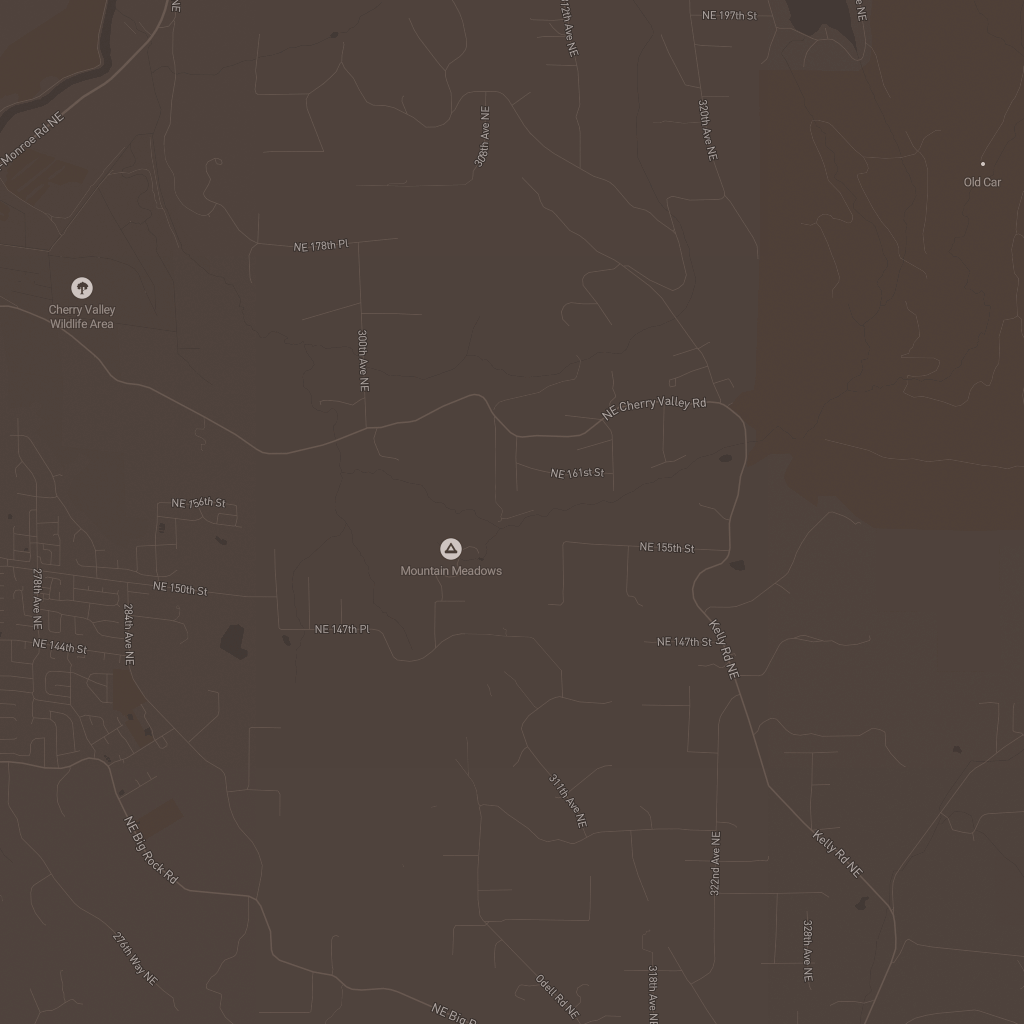 NE
312th Ave NE
NE 197th St
e NE
Monroe Rd NE
308th Ave NE
320th Ave NE
Old Car
NE 178th Pl
Cherry Valley
Wildlife Area
300th Ave NE
NE Cherry Valley Rd
NE 161st St
NE 156th St
NE 155th St
Mountain Meadows
278th Ave NE
NE 150th St
284th Ave NE
NE 147th Pl
NE 144th St
NE 147th St
Kelly Rd NE
311th Ave NE
NE Big Rock Rd
322nd Ave NE
Kelly Rd NE
276th Way NE
328th Ave NE
318th Ave NE
Odell Rd NE
NE Big